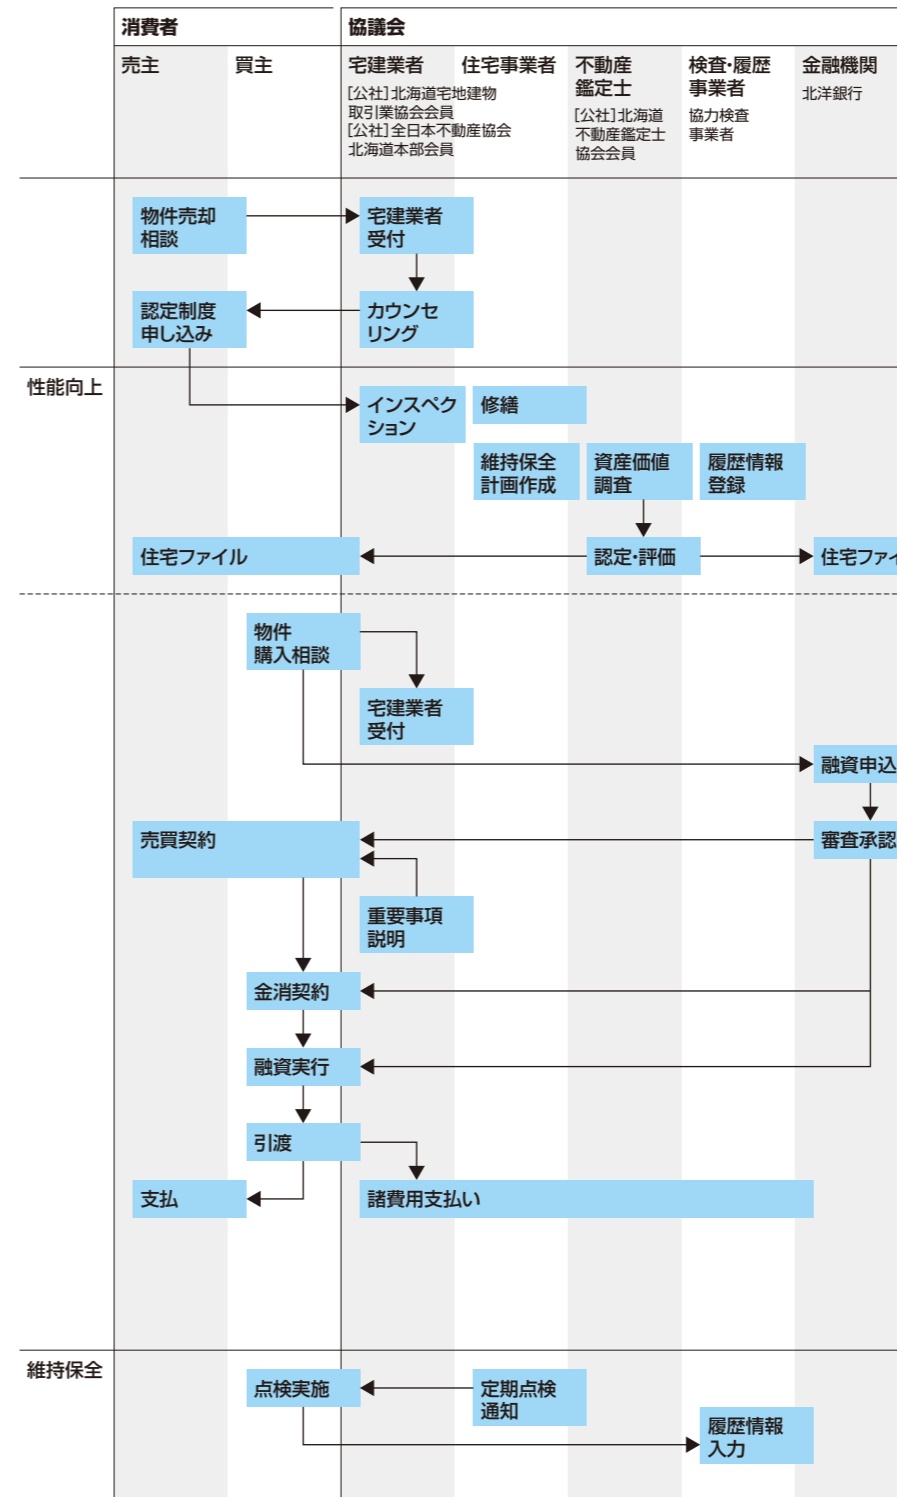 消費者
協議会
売主
買主
宅建業者
[公社]北海道宅地建物
取引業協会会員
[公社]全日本不動産協会
北海道本部会員
住宅事業者
不動産
鑑定士
[公社]北海道
不動産鑑定士
協会会員
検査・履歴
事業者
協力検査
事業者
金融機関
北洋銀行
物件売却
相談
宅建業者
受付
認定制度
申し込み
カウンセ
リング
性能向上
インスペク
ション
修繕
維持保全
計画作成
資産価値
調査
履歴情報
登録
住宅ファイル
認定・評価
住宅ファイ
物件
購入相談
宅建業者
受付
融資申込
売買契約
審査承認
重要事項
説明
金消契約
融資実行
引渡
支払
諸費用支払い
維持保全
点検実施
定期点検
通知
履歴情報
入力